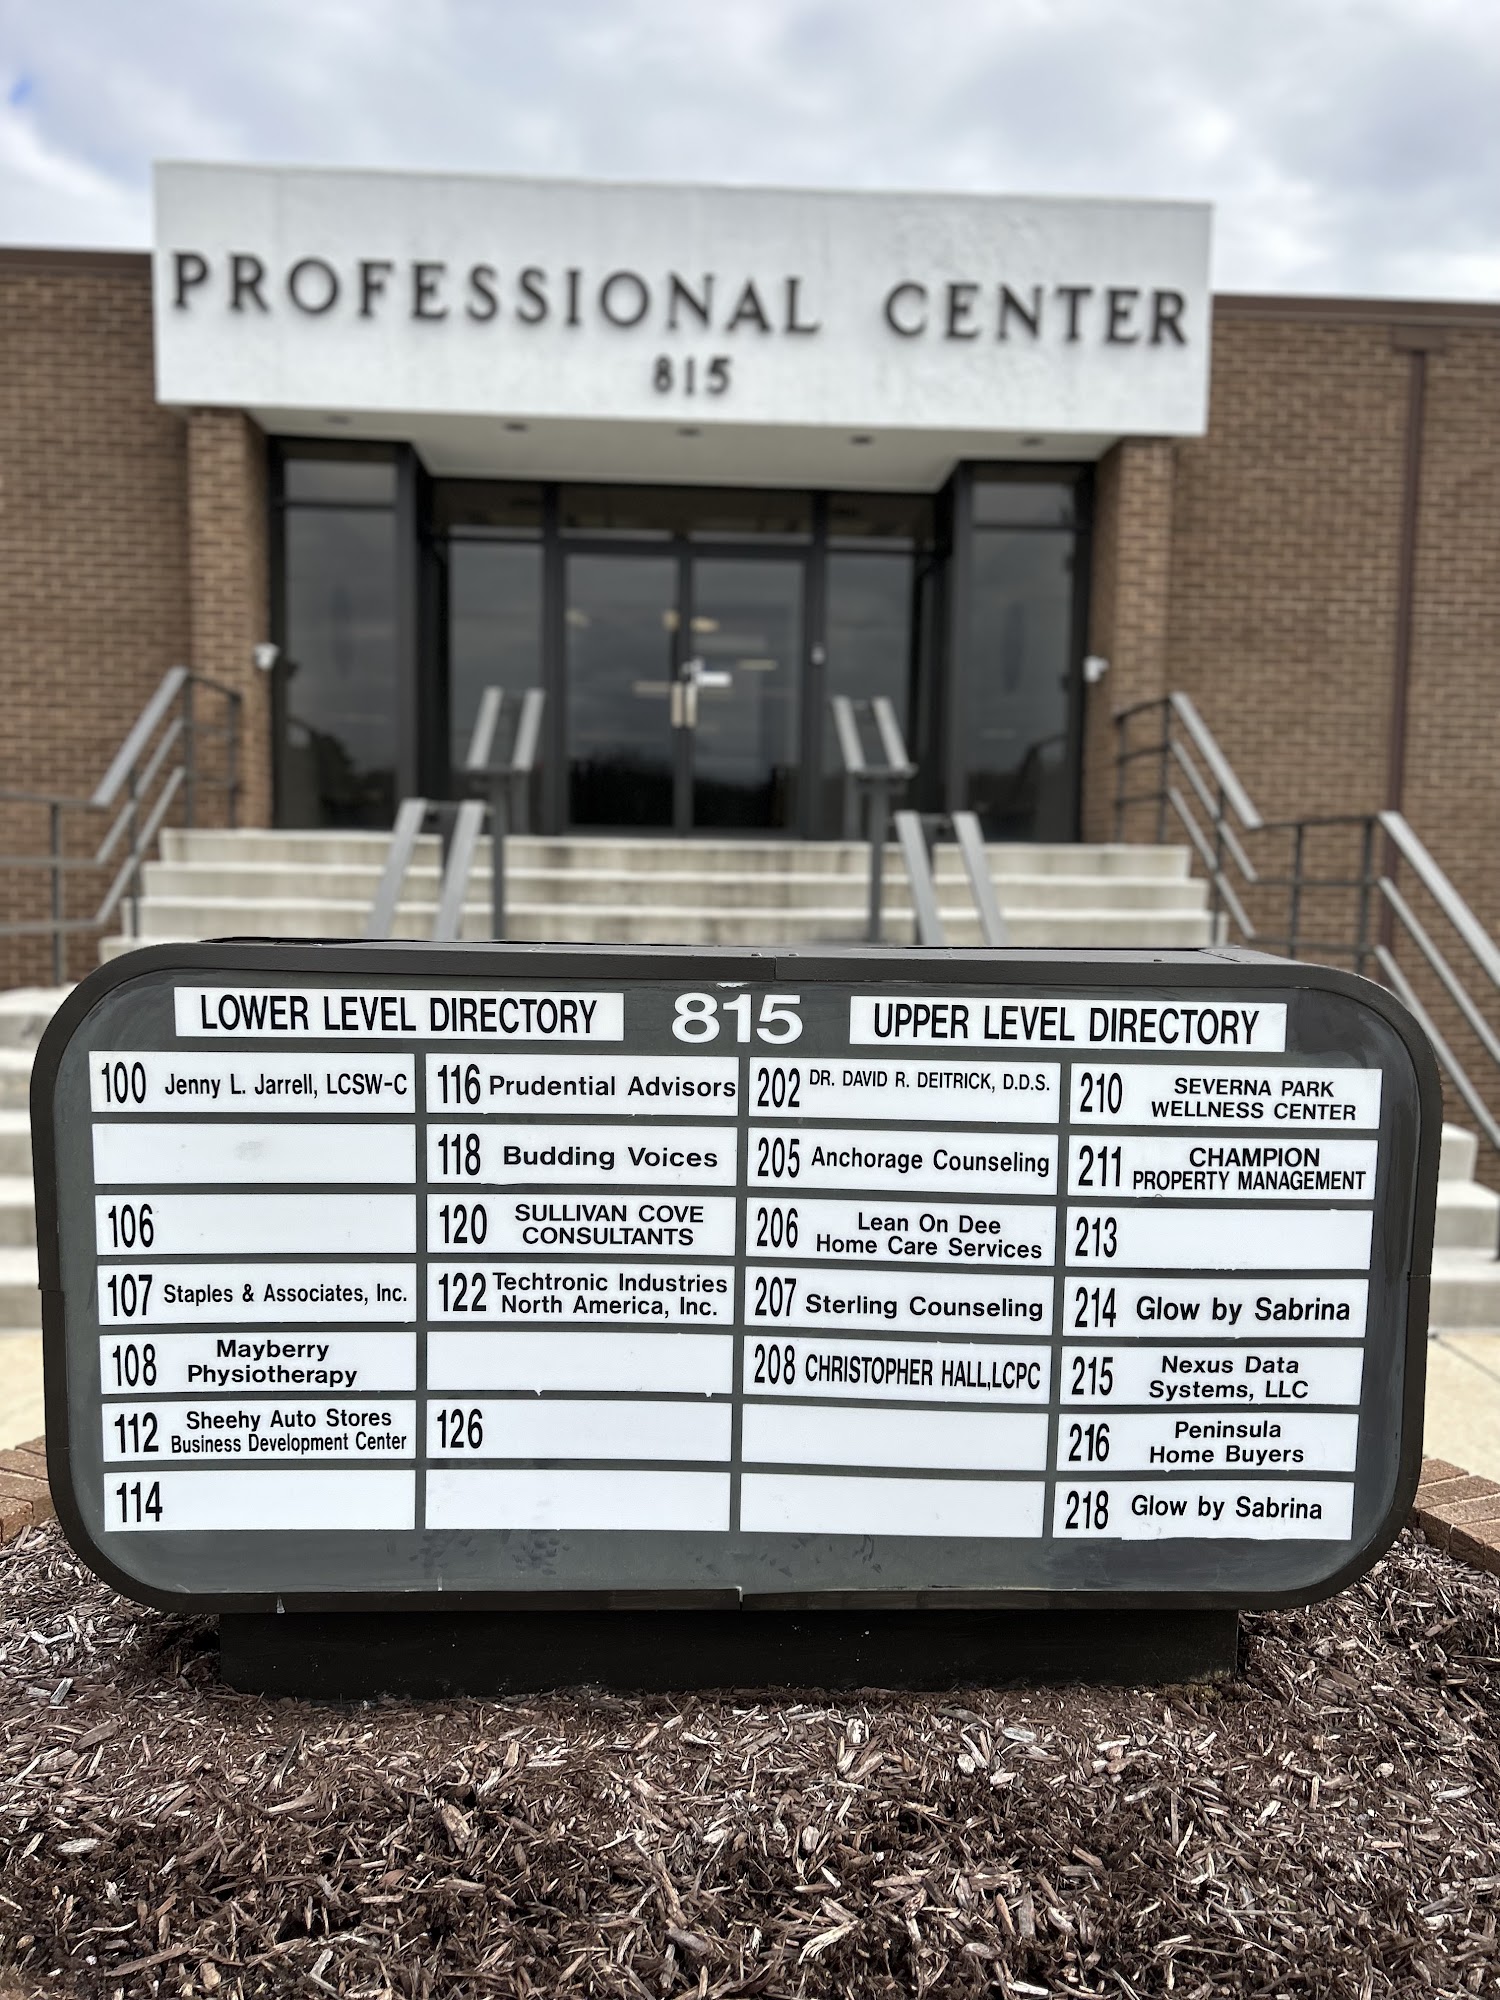 PROFESSIONAL CENTER
815
LOWER LEVEL DIRECTORY
815
UPPER LEVEL DIRECTORY
100 Jenny L. Jarrell, LCSW-C
106
107 Staples & Associates, Inc.
108 Mayberry
Physiotherapy
112 Sheehy Auto Stores
Business Development Center
114
116 Prudential Advisors
118 Budding Voices
120 SULLIVAN COVE
CONSULTANTS
122 Techtronic Industries
North America, Inc.
126
202 DR. DAVID R. DEITRICK, D.D.S.
205 Anchorage Counseling
206 Lean On Dee
Home Care Services
207 Sterling Counseling
208 CHRISTOPHER HALL,LCPC
210 SEVERNA PARK
WELLNESS CENTER
211 CHAMPION
PROPERTY MANAGEMENT
213
214 Glow by Sabrina
215 Nexus Data
Systems, LLC
216 Peninsula
Home Buyers
218 Glow by Sabrina